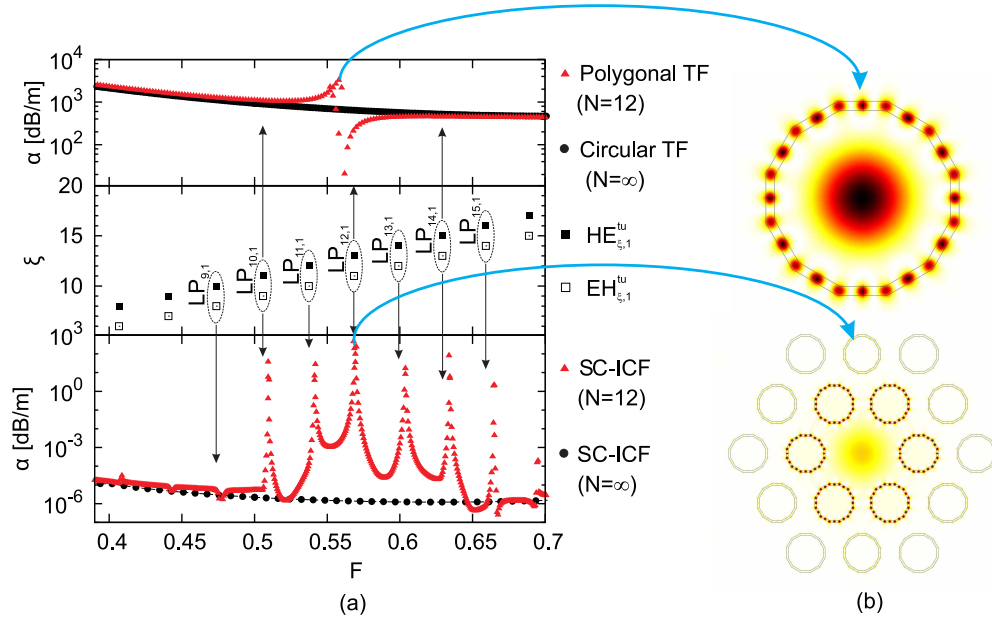 α [dB/m]
10⁴
10³
10²
20
Polygonal TF
(N=12)
Circular TF
(N=∞)
ξ
15
10
LP₉,₁
LP₁₀,₁
LP₁₁,₁
LP₁₂,₁
LP₁₃,₁
LP₁₄,₁
LP₁₅,₁
HE^tu_ξ,1
EH^tu_ξ,1
α [dB/m]
10³
10⁰
10⁻³
10⁻⁶
SC-ICF
(N=12)
SC-ICF
(N=∞)
0.4 0.45 0.5 0.55 0.6 0.65 0.7
F
(a)
(b)